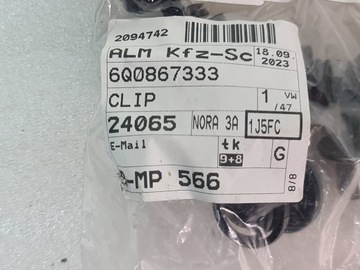 2094742
ALM Kfz-Sc 18.09.
2023
6Q0867333
CLIP 1 VW
/47
24065 NORA 3A 1J5FC
E-Mail tk
9+8 G
-MP 566 8/8